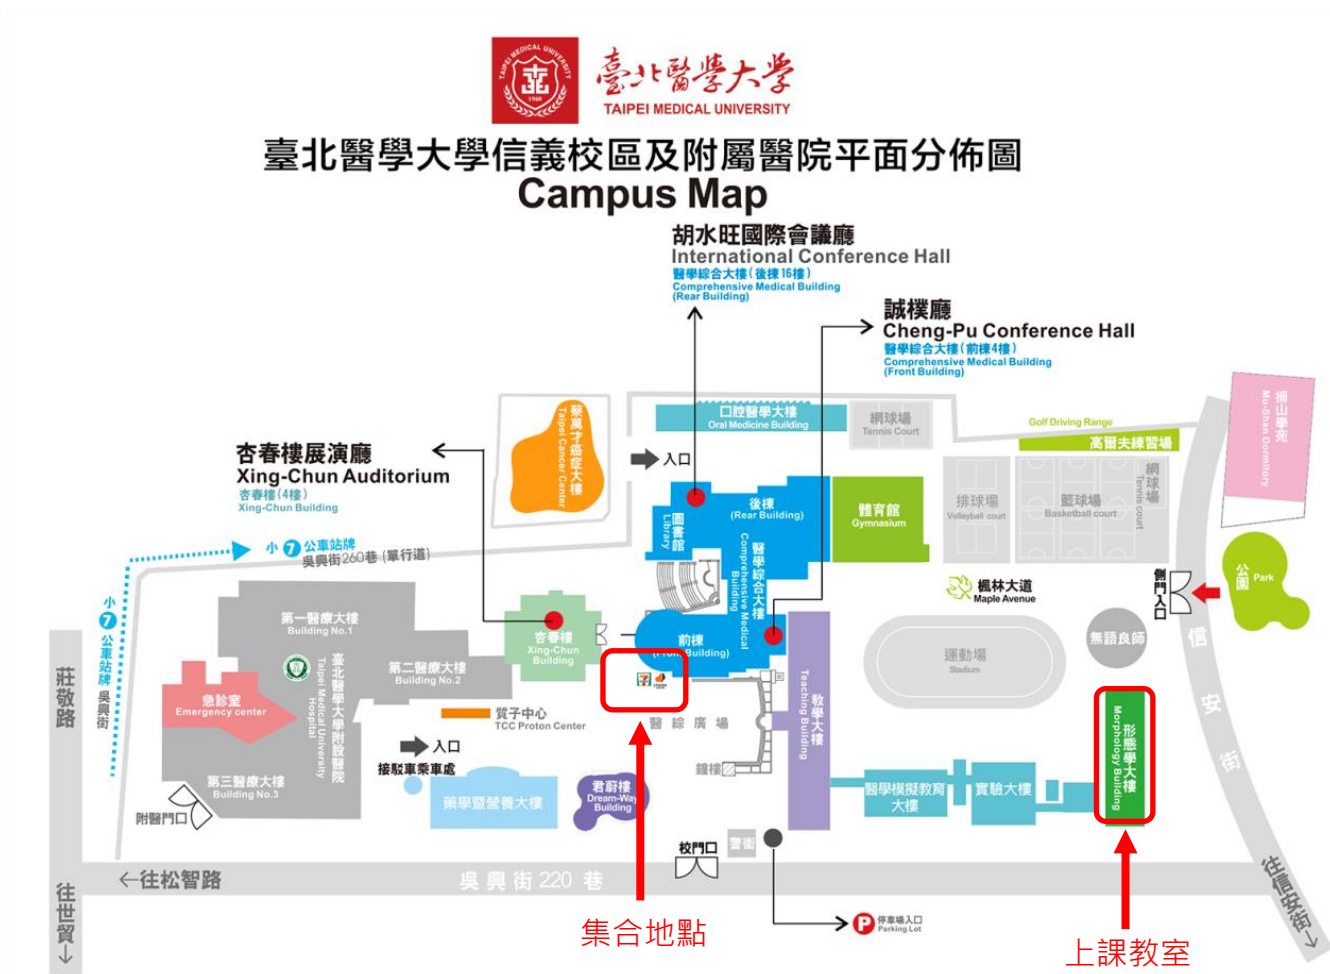 TAIPEI MEDICAL UNIVERSITY
1960
臺北醫學大學
TAIPEI MEDICAL UNIVERSITY
臺北醫學大學信義校區及附屬醫院平面分佈圖
Campus Map
胡水旺國際會議廳
International Conference Hall
醫學綜合大樓(後棟16樓)
Comprehensive Medical Building
(Rear Building)
誠樸廳
Cheng-Pu Conference Hall
醫學綜合大樓(前棟4樓)
Comprehensive Medical Building
(Front Building)
杏春樓展演廳
Xing-Chun Auditorium
杏春樓(4樓)
Xing-Chun Building
蔡萬才癌症大樓
Taipei Cancer Center
入口
口腔醫學大樓
Oral Medicine Building
網球場
Tennis Court
Golf Driving Range
高爾夫練習場
拇山學苑
Mu-Shan Dormitory
圖書館
Library
後棟
(Rear Building)
醫學綜合大樓
Comprehensive Medical
Building
體育館
Gymnasium
排球場
Volleyball court
籃球場
Basketball court
網球場
Tennis court
小 7 公車站牌
吳興街260巷 (單行道)
小 7 公車站牌 吳興街
楓林大道
Maple Avenue
側門入口
公園
Park
第一醫療大樓
Building No.1
臺北醫學大學附設醫院
Taipei Medical University
Hospital
第二醫療大樓
Building No.2
杏春樓
Xing-Chun
Building
前棟
(Front Building)
7-ELEVEN
教學大樓
Teaching Building
運動場
Stadium
無語良師
信安街
莊敬路
急診室
Emergency center
質子中心
TCC Proton Center
醫綜廣場
形態學大樓
Morphology Building
入口
接駁車乘車處
鐘樓
第三醫療大樓
Building No.3
附醫門口
藥學暨營養大樓
君蔚樓
Dream-Way
Building
醫學模擬教育
大樓
實驗大樓
校門口
警衛
←往松智路
吳興街220巷
往世貿↓
往信安街↓
P 停車場入口
Parking Lot
集合地點
上課教室